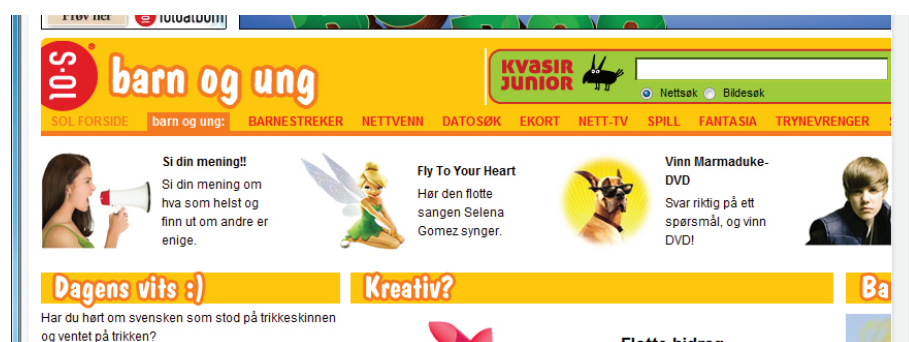 Prøv her
fotoalbum
SOL
barn og ung
KVASIR
JUNIOR
Nettsøk Bildesøk
SOL FORSIDE barn og ung: BARNESTREKER NETTVENN DATOSØK EKORT NETT-TV SPILL FANTASIA TRYNEVRENGER
Si din mening!!
Si din mening om
hva som helst og
finn ut om andre er
enige.
Fly To Your Heart
Hør den flotte
sangen Selena
Gomez synger.
Vinn Marmaduke-
DVD
Svar riktig på ett
spørsmål, og vinn
DVD!
Dagens vits :)
Kreativ?
Ba
Har du hørt om svensken som stod på trikkeskinnen
og ventet på trikken?
Flotte bidrag